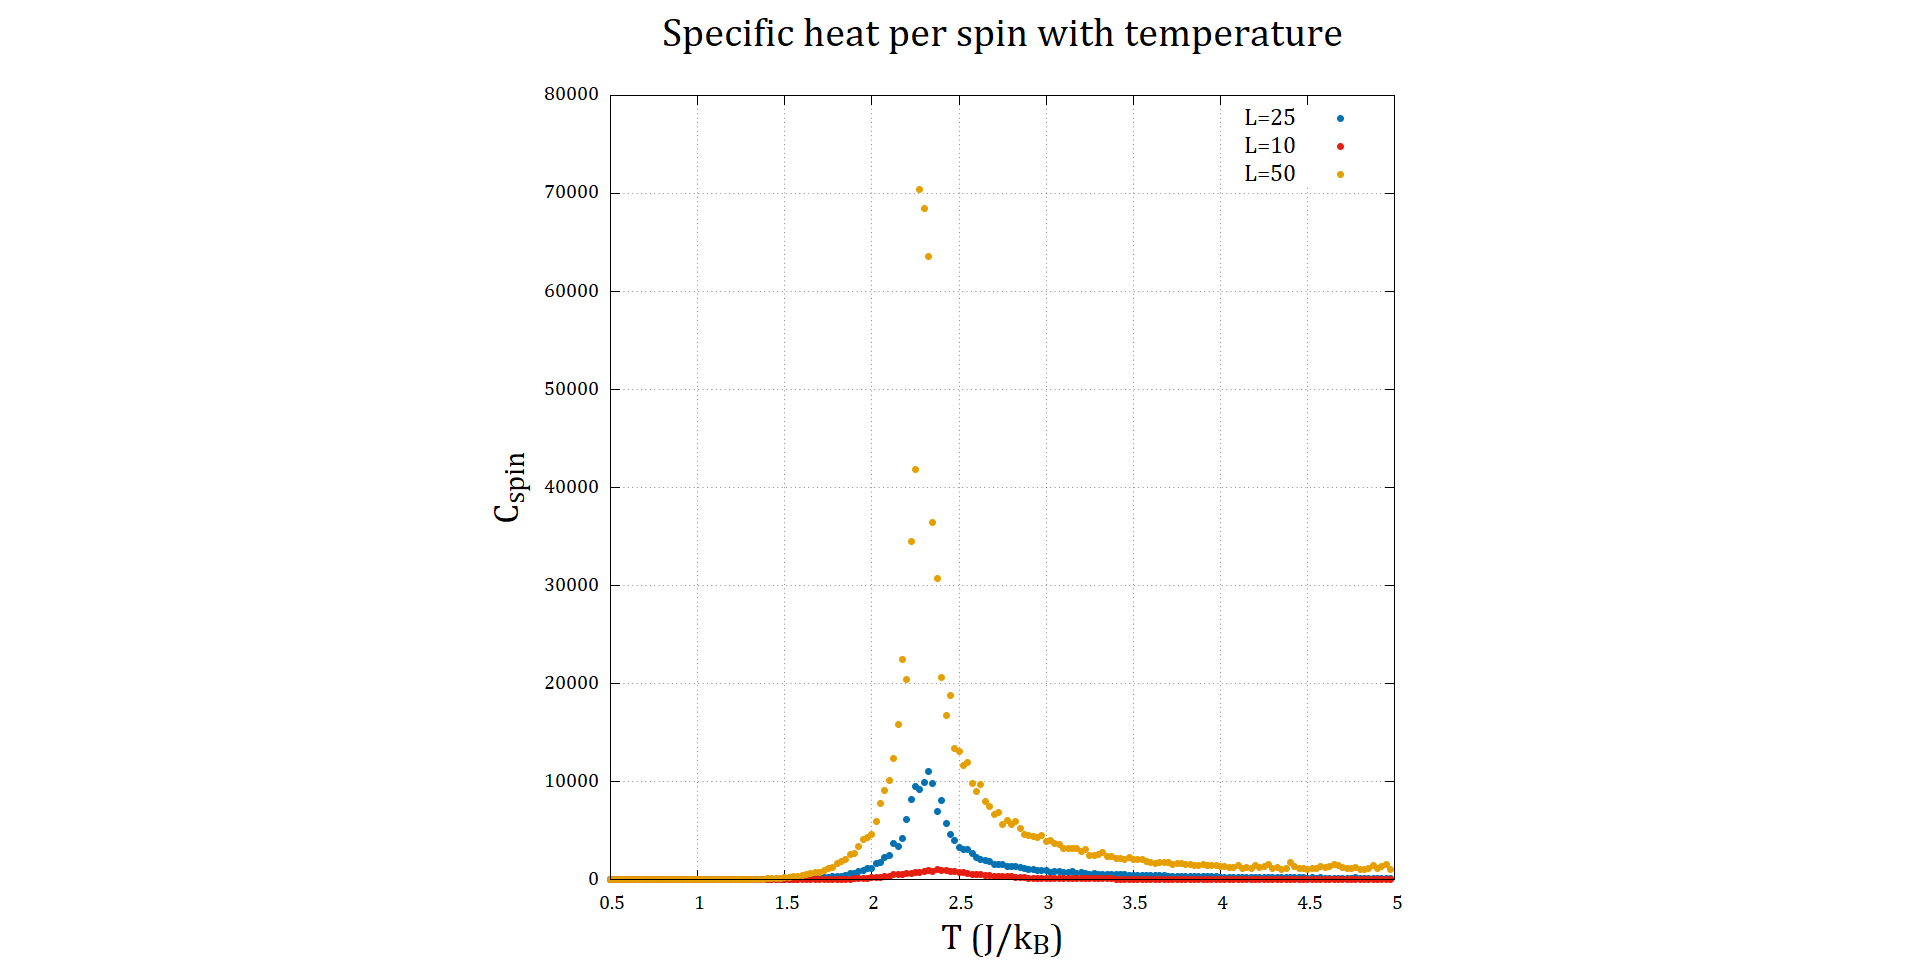 Specific heat per spin with temperature
80000
70000
60000
50000
40000
30000
20000
10000
0
L=25
L=10
L=50
Cspin
0.5 1 1.5 2 2.5 3 3.5 4 4.5 5
T (J/kB)